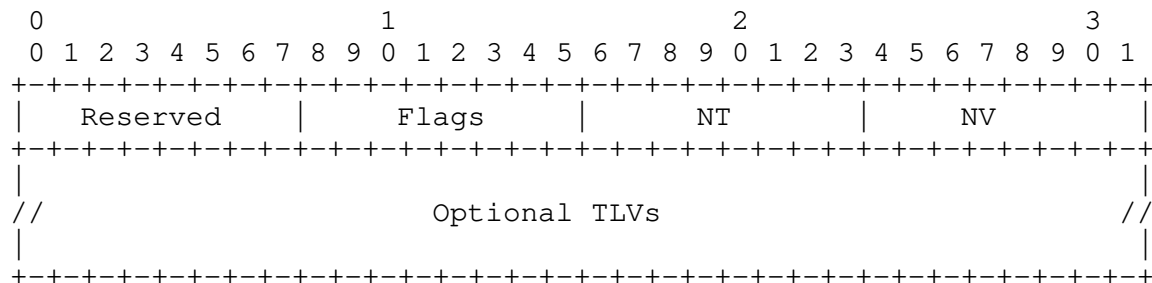 0                   1                   2                   3
 0 1 2 3 4 5 6 7 8 9 0 1 2 3 4 5 6 7 8 9 0 1 2 3 4 5 6 7 8 9 0 1
+-+-+-+-+-+-+-+-+-+-+-+-+-+-+-+-+-+-+-+-+-+-+-+-+-+-+-+-+-+-+-+-+
|   Reserved    |     Flags     |      NT       |      NV       |
+-+-+-+-+-+-+-+-+-+-+-+-+-+-+-+-+-+-+-+-+-+-+-+-+-+-+-+-+-+-+-+-+
|                                                               |
//                      Optional TLVs                          //
|                                                               |
+-+-+-+-+-+-+-+-+-+-+-+-+-+-+-+-+-+-+-+-+-+-+-+-+-+-+-+-+-+-+-+-+